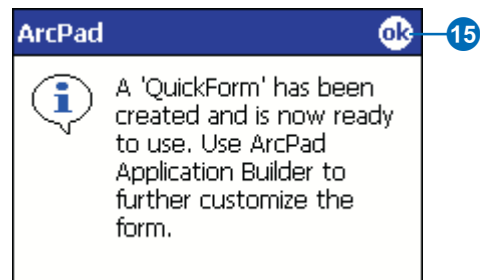 ArcPad ok 15
A 'QuickForm' has been
created and is now ready
to use. Use ArcPad
Application Builder to
further customize the
form.